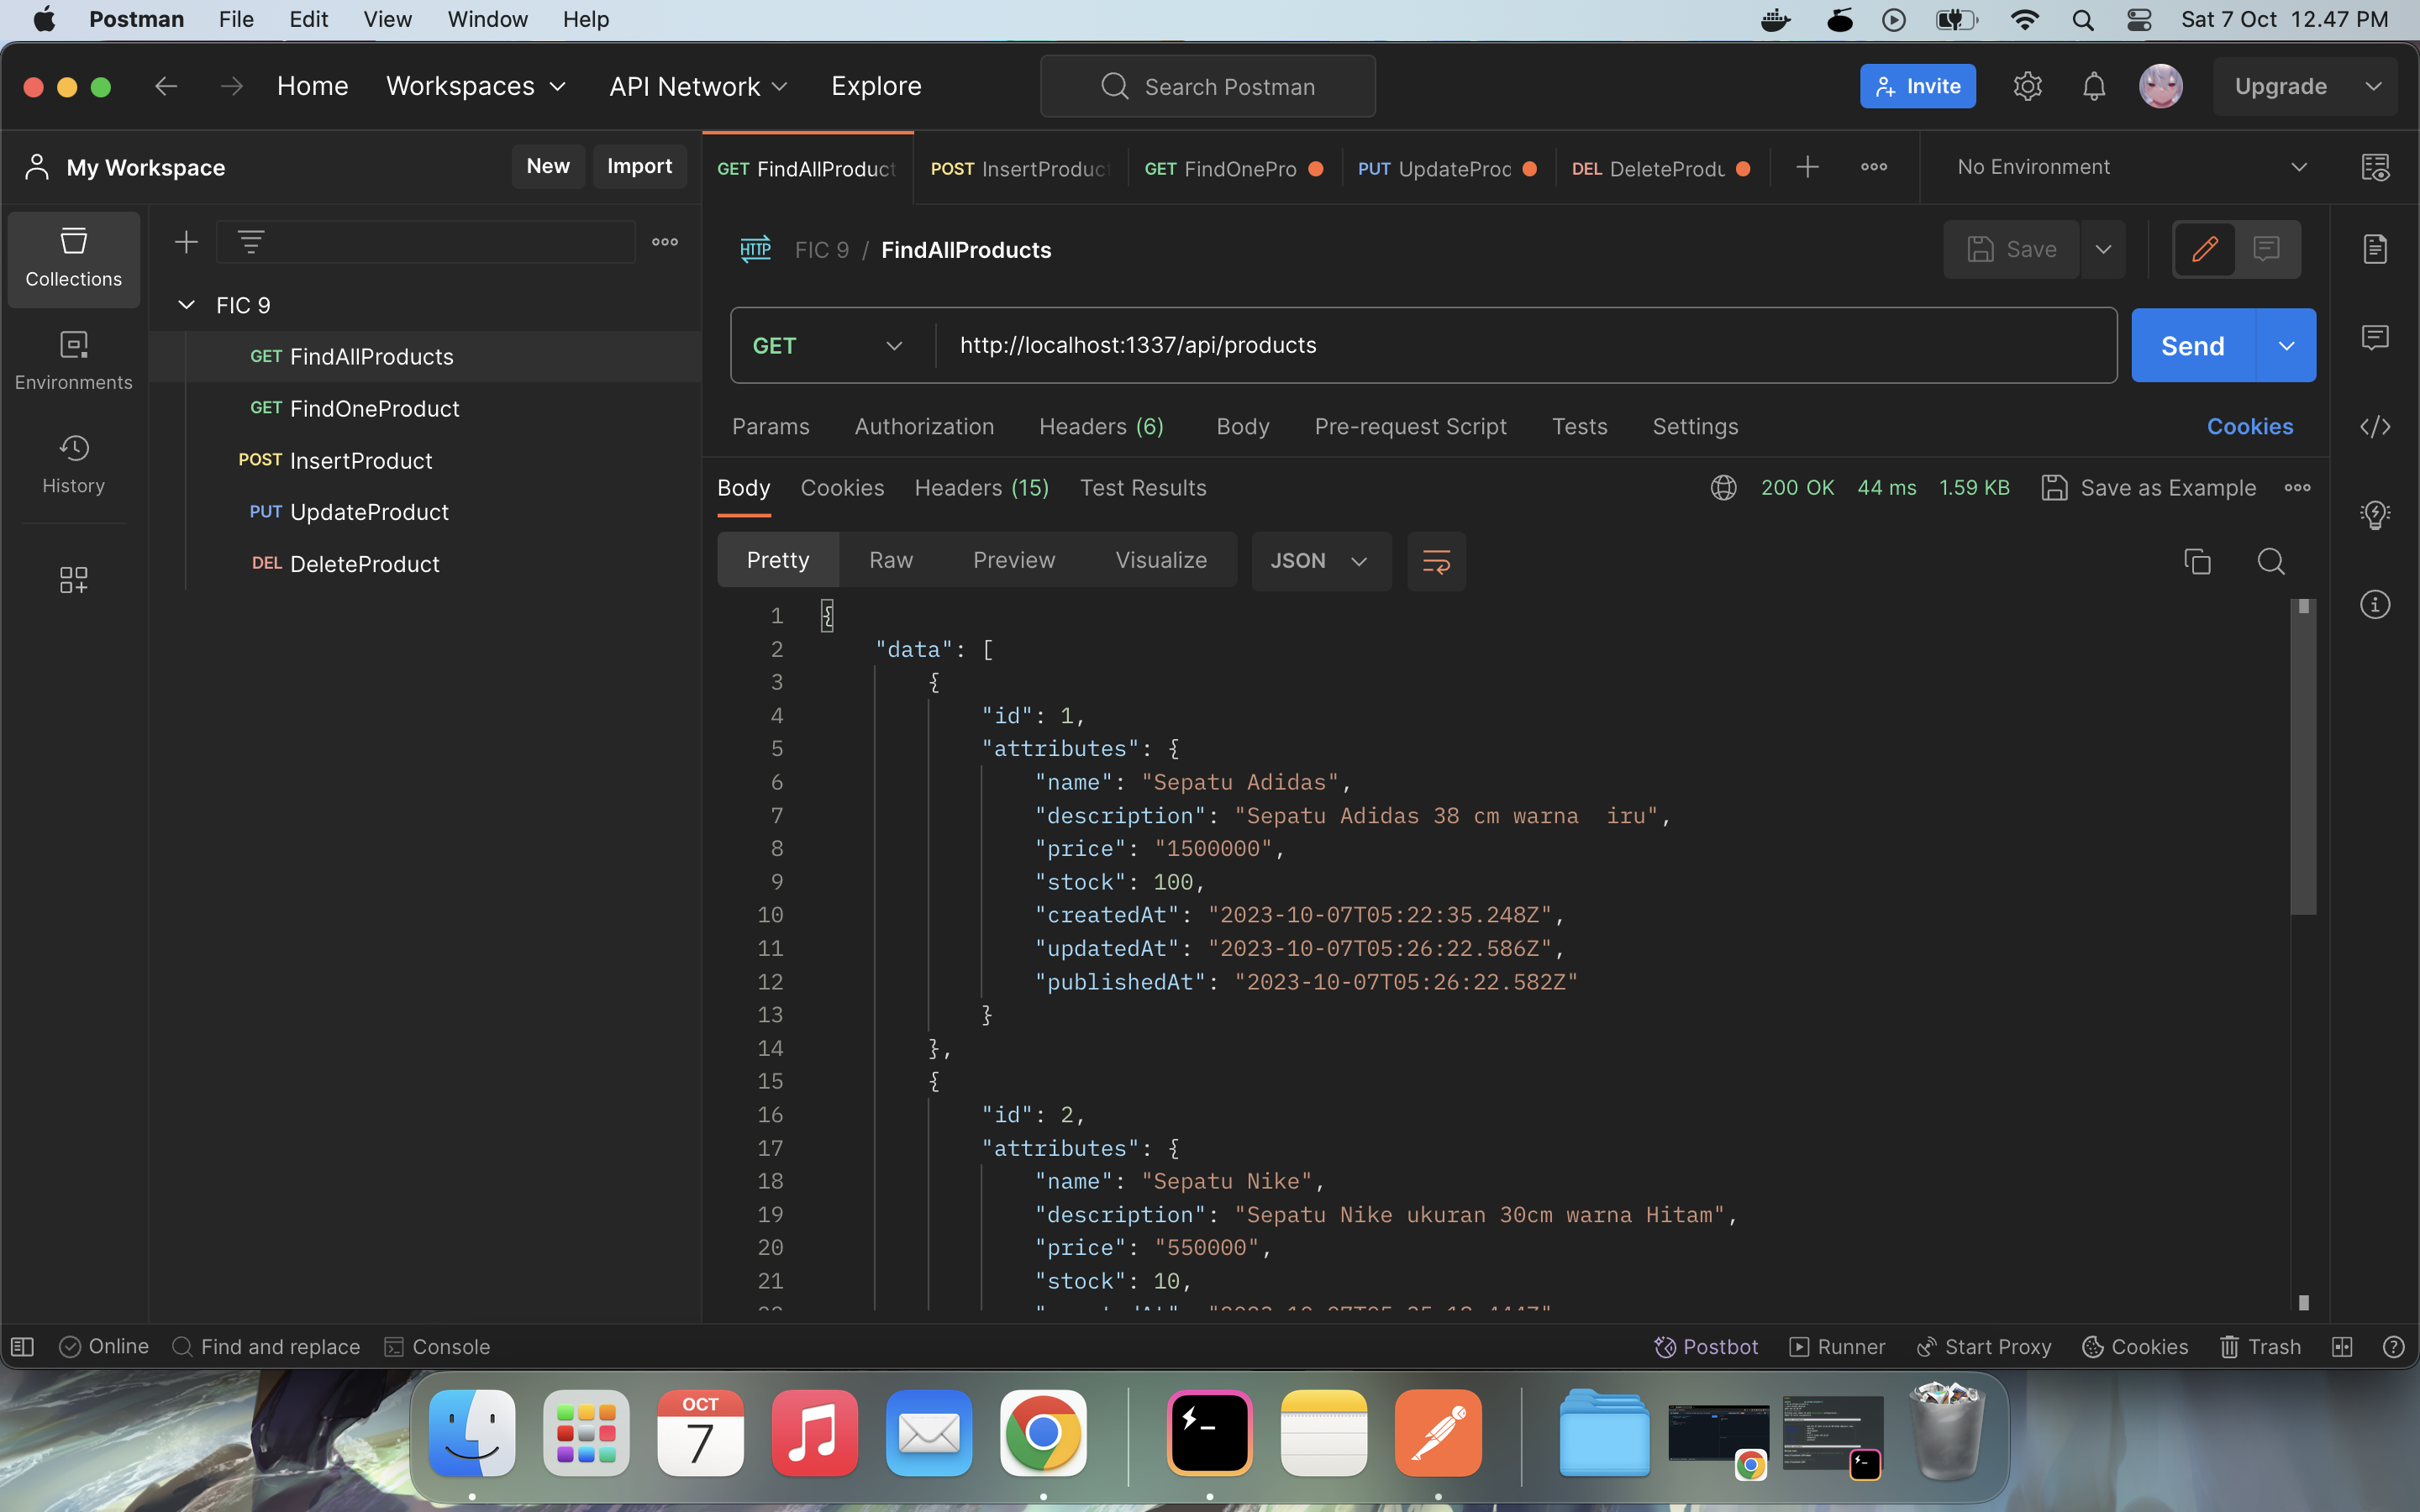 Postman File Edit View Window Help Sat 7 Oct 12.47 PM
Home Workspaces API Network Explore Search Postman Invite Upgrade
My Workspace New Import GET FindAllProduct POST InsertProduct GET FindOnePro PUT UpdateProd DEL DeleteProdu No Environment
Collections
Environments
History
FIC 9
GET FindAllProducts
GET FindOneProduct
POST InsertProduct
PUT UpdateProduct
DEL DeleteProduct
HTTP FIC 9 / FindAllProducts Save
GET http://localhost:1337/api/products Send
Params Authorization Headers (6) Body Pre-request Script Tests Settings Cookies
Body Cookies Headers (15) Test Results 200 OK 44 ms 1.59 KB Save as Example
Pretty Raw Preview Visualize JSON
1 {
2 "data": [
3 {
4 "id": 1,
5 "attributes": {
6 "name": "Sepatu Adidas",
7 "description": "Sepatu Adidas 38 cm warna  iru",
8 "price": "1500000",
9 "stock": 100,
10 "createdAt": "2023-10-07T05:22:35.248Z",
11 "updatedAt": "2023-10-07T05:26:22.586Z",
12 "publishedAt": "2023-10-07T05:26:22.582Z"
13 }
14 },
15 {
16 "id": 2,
17 "attributes": {
18 "name": "Sepatu Nike",
19 "description": "Sepatu Nike ukuran 30cm warna Hitam",
20 "price": "550000",
21 "stock": 10,
Online Find and replace Console Postbot Runner Start Proxy Cookies Trash
OCT
7